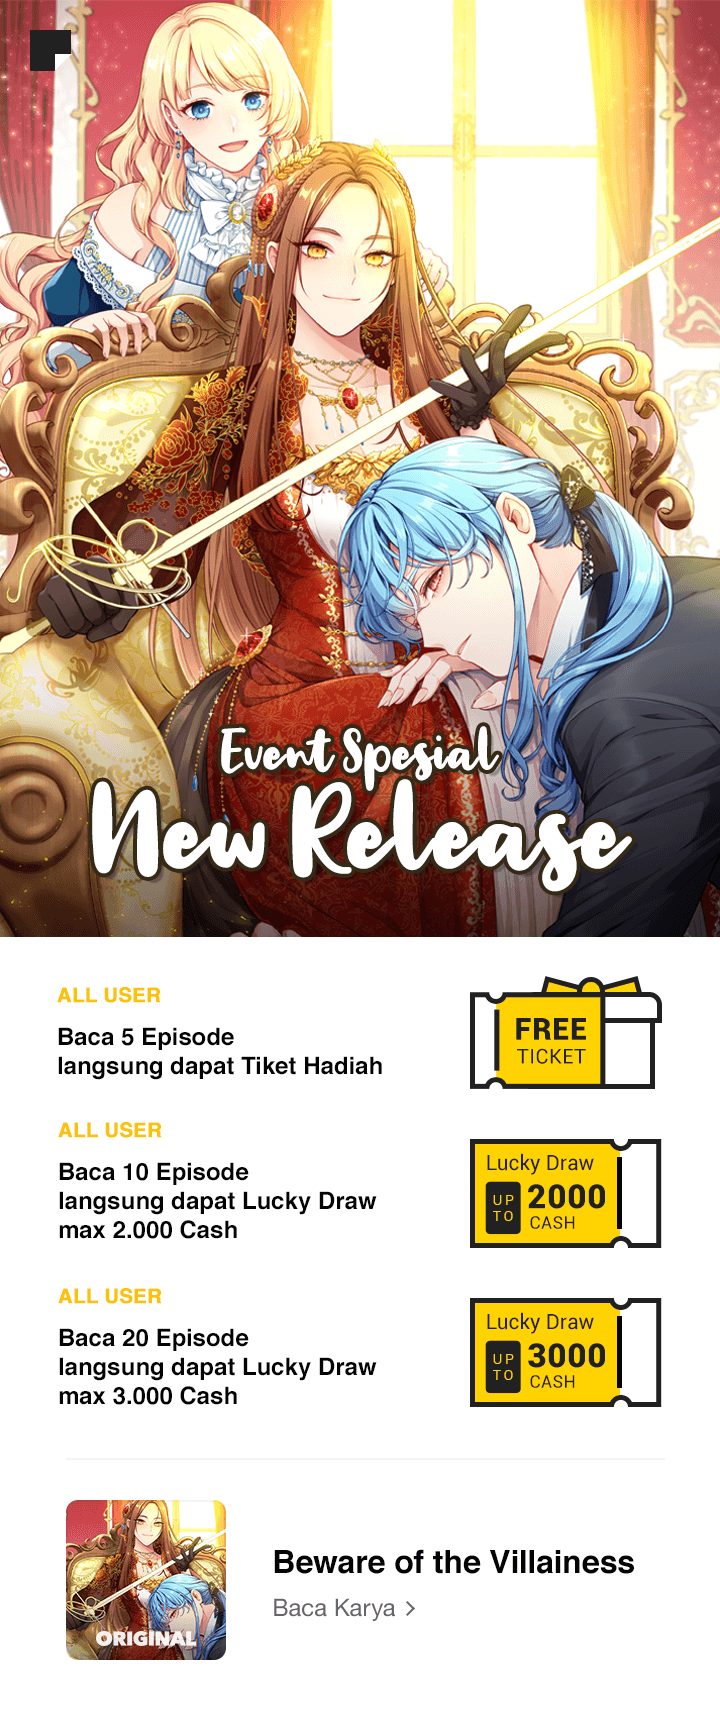 Event Spesial
New Release
ALL USER
Baca 5 Episode
langsung dapat Tiket Hadiah
FREE
TICKET
ALL USER
Baca 10 Episode
langsung dapat Lucky Draw
max 2.000 Cash
Lucky Draw
UP TO 2000
CASH
ALL USER
Baca 20 Episode
langsung dapat Lucky Draw
max 3.000 Cash
Lucky Draw
UP TO 3000
CASH
ORIGINAL
Beware of the Villainess
Baca Karya >